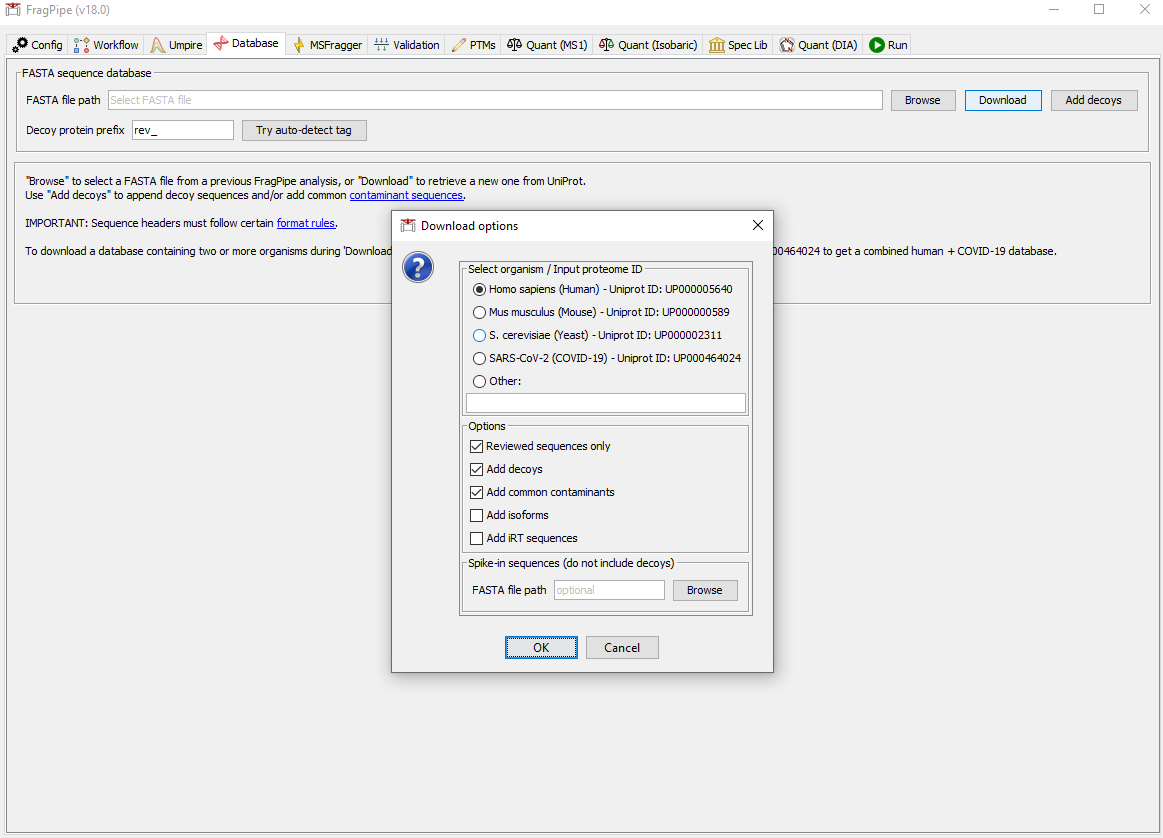 FragPipe (v18.0)
Config Workflow Umpire Database MSFragger Validation PTMs Quant (MS1) Quant (Isobaric) Spec Lib Quant (DIA) Run
FASTA sequence database
FASTA file path Select FASTA file Browse Download Add decoys
Decoy protein prefix rev_ Try auto-detect tag
"Browse" to select a FASTA file from a previous FragPipe analysis, or "Download" to retrieve a new one from UniProt.
Use "Add decoys" to append decoy sequences and/or add common contaminant sequences.
IMPORTANT: Sequence headers must follow certain format rules.
To download a database containing two or more organisms during 'Download 00464024 to get a combined human + COVID-19 database.
Download options
?
Select organism / Input proteome ID
Homo sapiens (Human) - Uniprot ID: UP000005640
Mus musculus (Mouse) - Uniprot ID: UP000000589
S. cerevisiae (Yeast) - Uniprot ID: UP000002311
SARS-CoV-2 (COVID-19) - Uniprot ID: UP000464024
Other:
Options
Reviewed sequences only
Add decoys
Add common contaminants
Add isoforms
Add iRT sequences
Spike-in sequences (do not include decoys)
FASTA file path optional Browse
OK Cancel